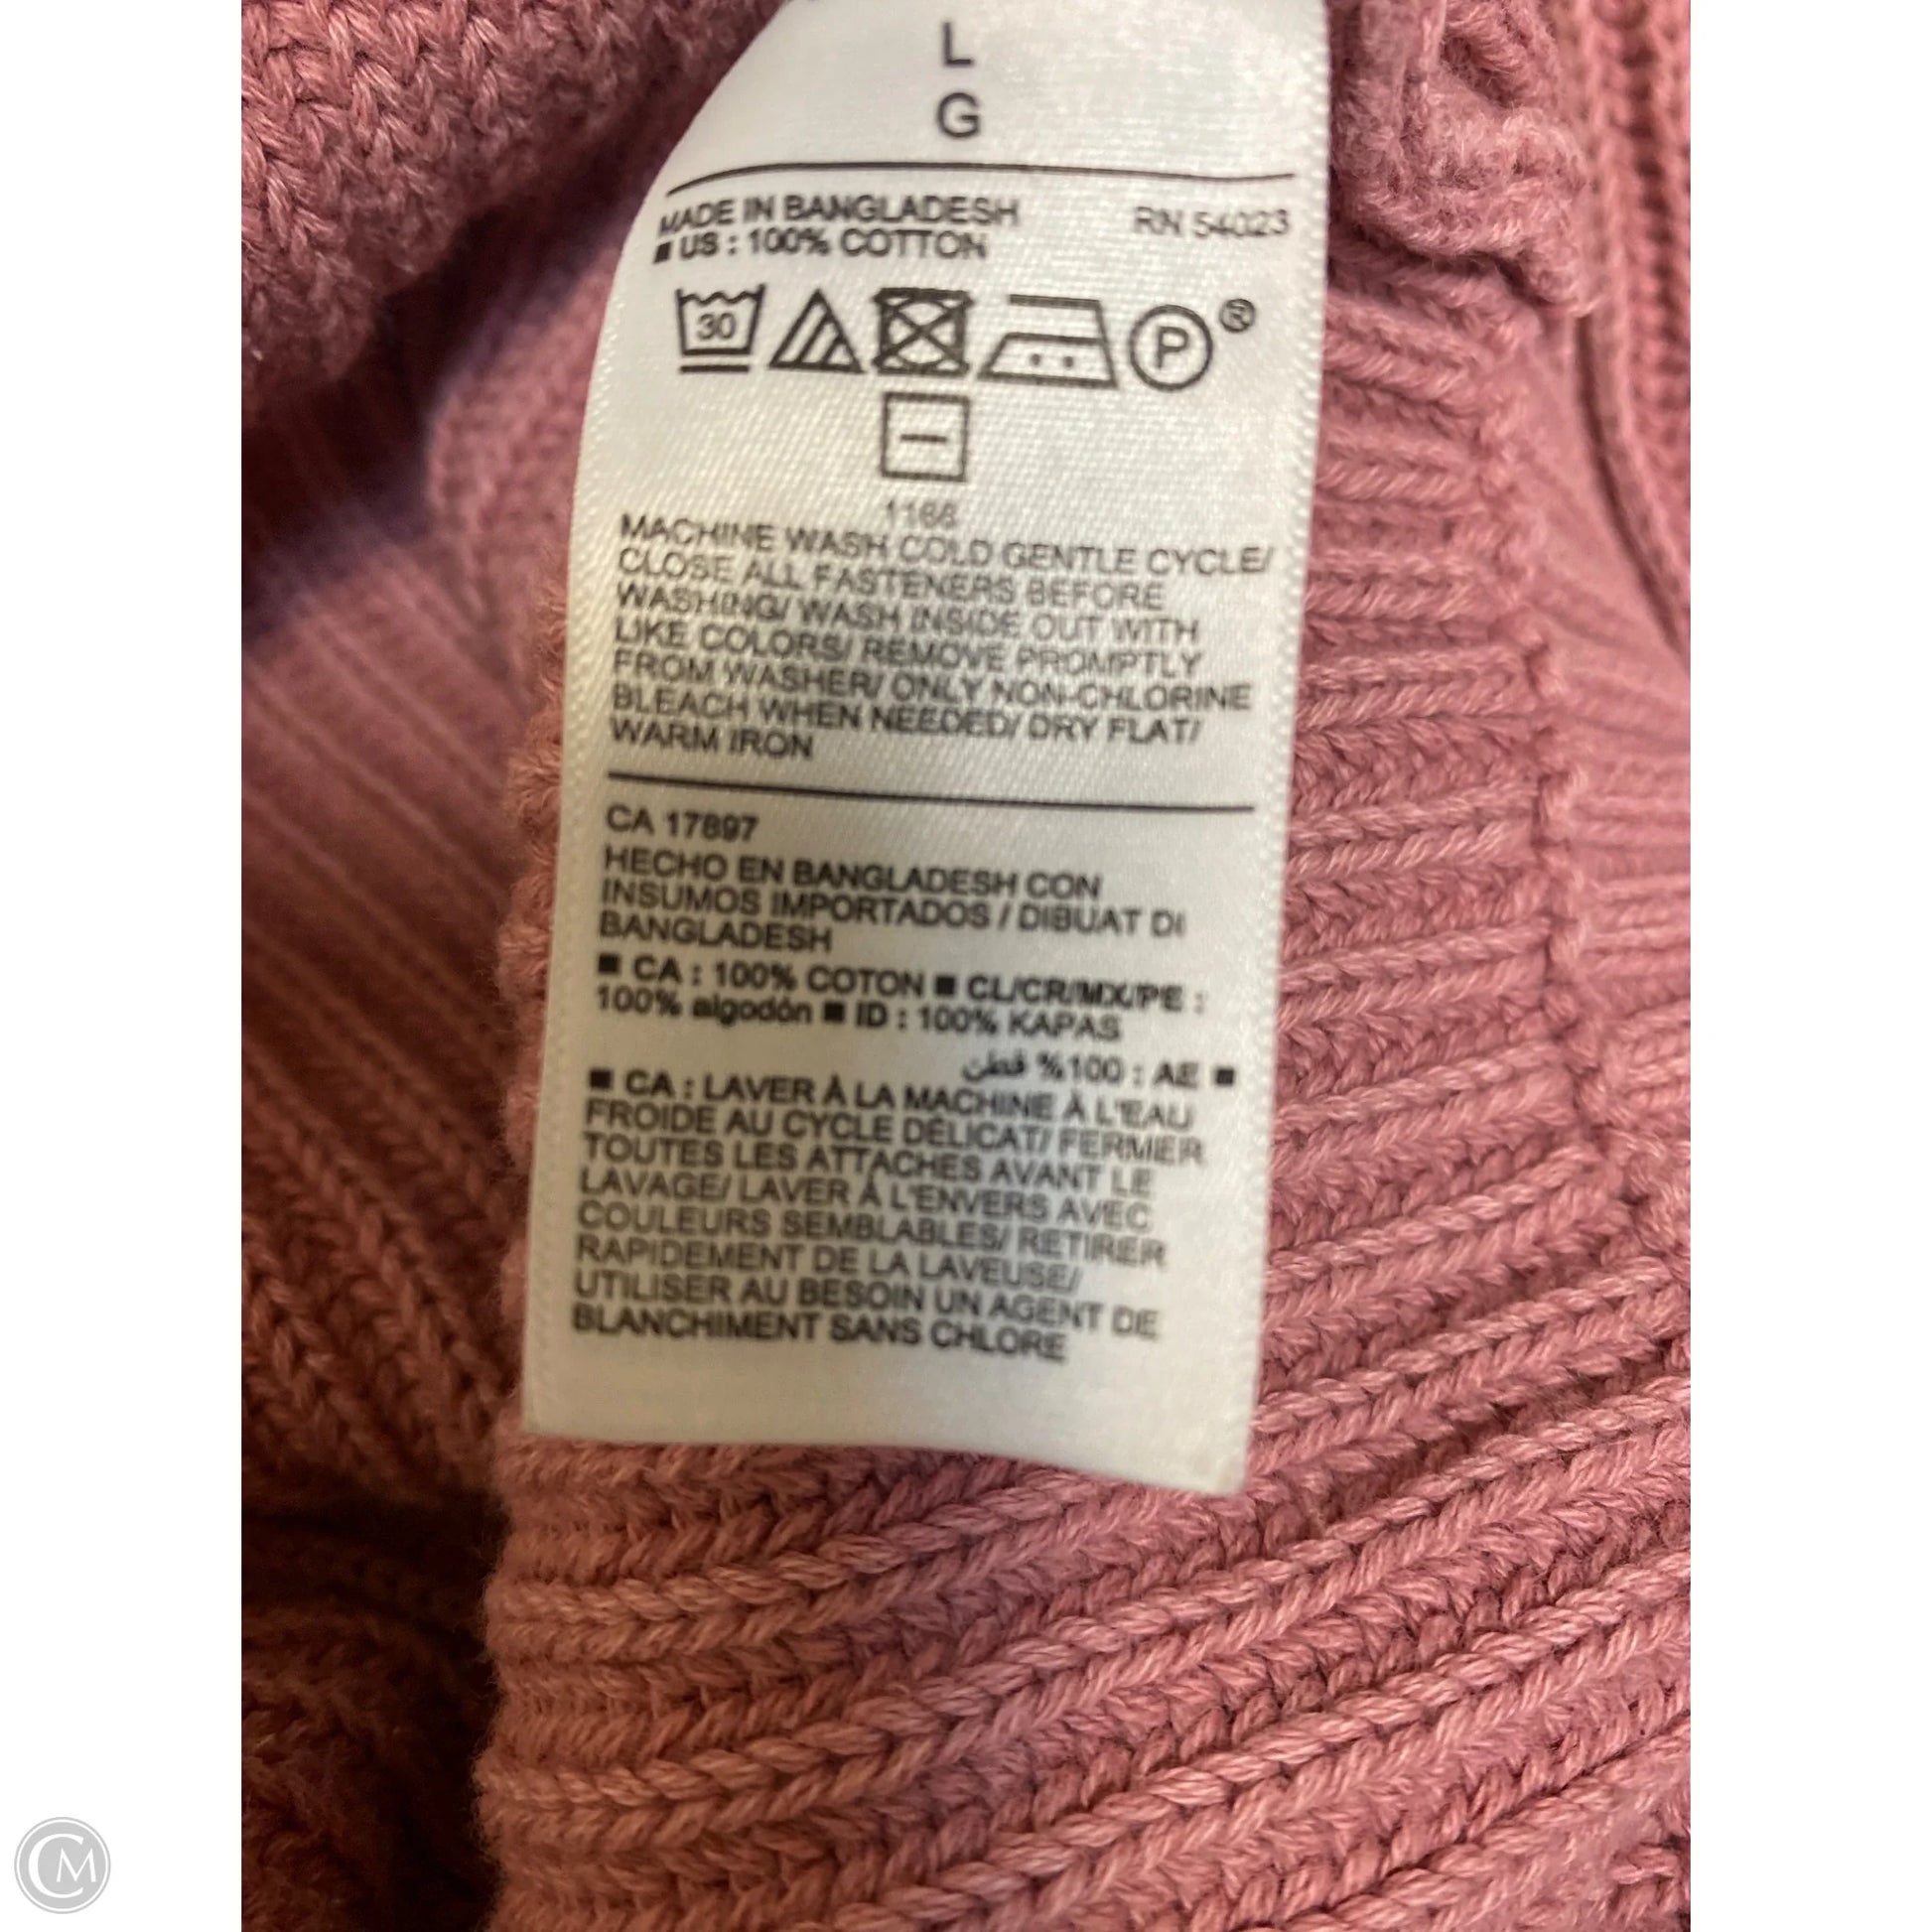 L
G
MADE IN BANGLADESH RN 54023
■ US : 100% COTTON
30
P®
1166
MACHINE WASH COLD GENTLE CYCLE/
CLOSE ALL FASTENERS BEFORE
WASHING/ WASH INSIDE OUT WITH
LIKE COLORS/ REMOVE PROMPTLY
FROM WASHER/ ONLY NON-CHLORINE
BLEACH WHEN NEEDED/ DRY FLAT/
WARM IRON
CA 17897
HECHO EN BANGLADESH CON
INSUMOS IMPORTADOS / DIBUAT DI
BANGLADESH
■ CA : 100% COTON ■ CL/CR/MX/PE :
100% algodón ■ ID : 100% KAPAS
■ AE : 100% قطن
■ CA : LAVER À LA MACHINE À L'EAU
FROIDE AU CYCLE DÉLICAT/ FERMER
TOUTES LES ATTACHES AVANT LE
LAVAGE/ LAVER À L'ENVERS AVEC
COULEURS SEMBLABLES/ RETIRER
RAPIDEMENT DE LA LAVEUSE/
UTILISER AU BESOIN UN AGENT DE
BLANCHIMENT SANS CHLORE
CM